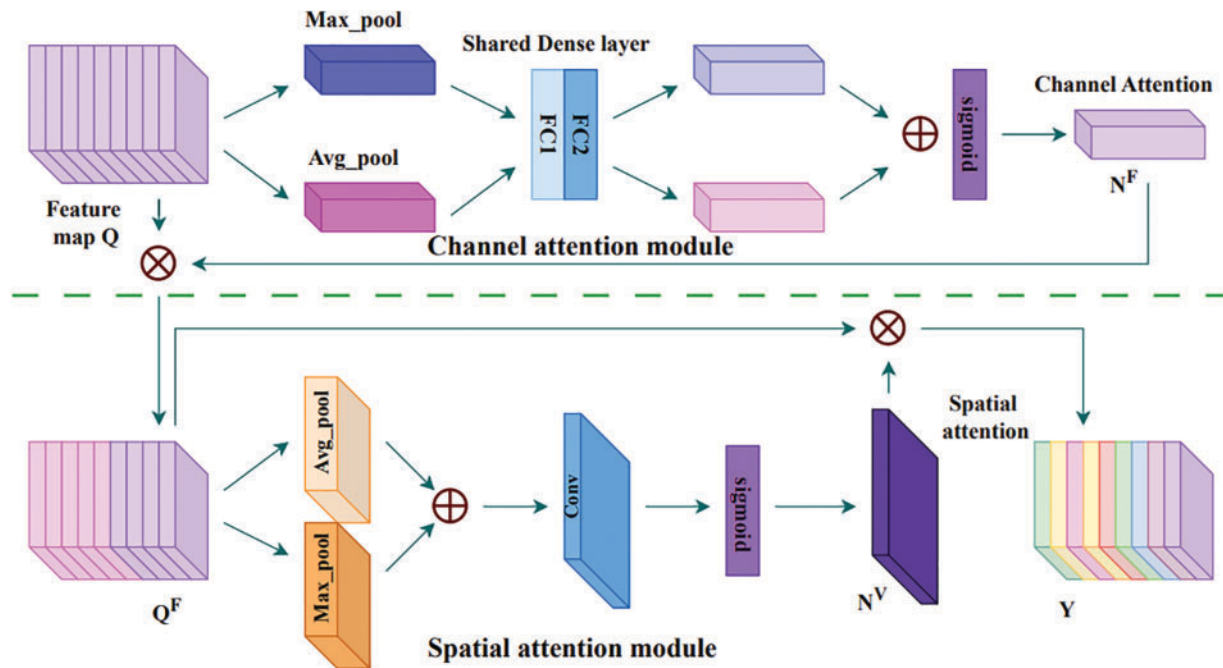 Max_pool
Shared Dense layer
Channel Attention
FC1
FC2
sigmoid
Avg_pool
N^F
Feature
map Q
Channel attention module
Avg_pool
Spatial
attention
Conv
sigmoid
Max_pool
Q^F
N^V
Y
Spatial attention module